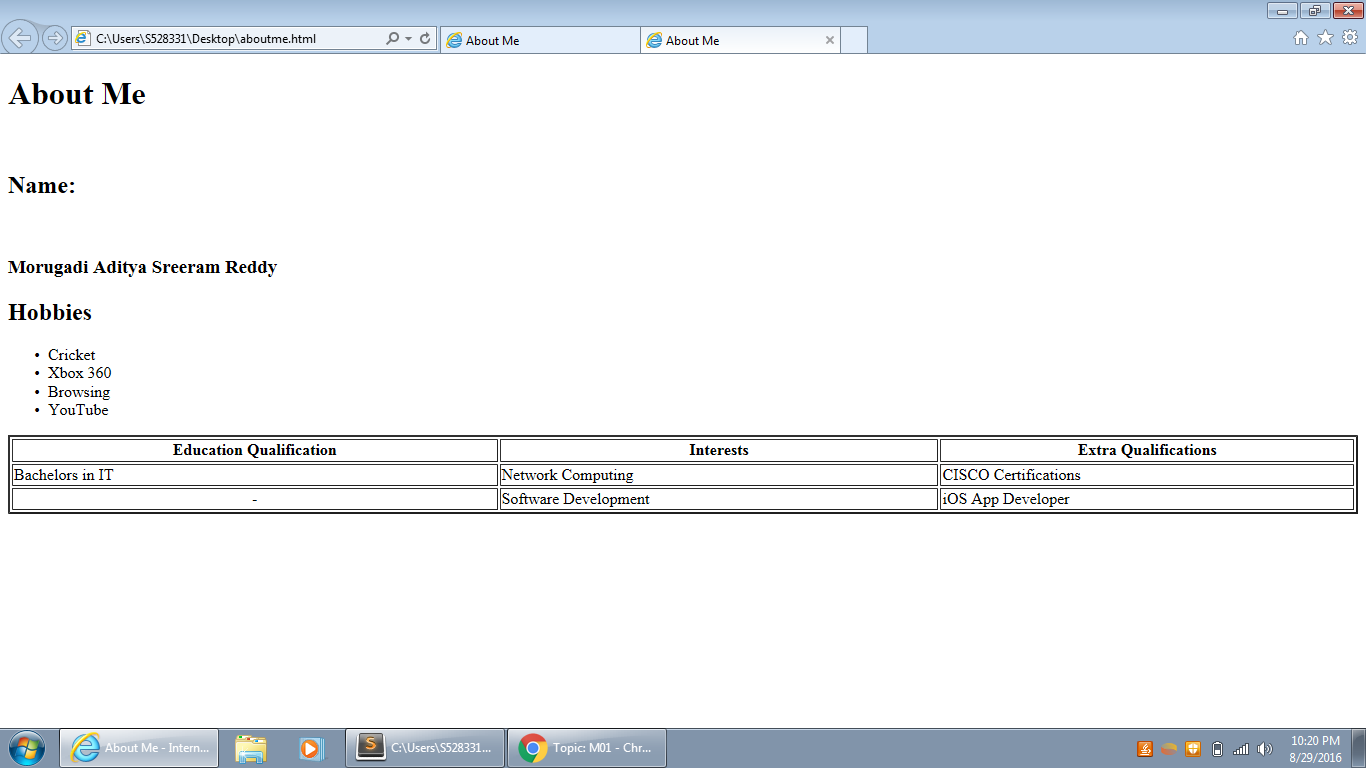 C:\Users\S528331\Desktop\aboutme.html
About Me
About Me
About Me
Name:
Morugadi Aditya Sreeram Reddy
Hobbies
• Cricket
• Xbox 360
• Browsing
• YouTube
Education Qualification Interests Extra Qualifications
Bachelors in IT Network Computing CISCO Certifications
- Software Development iOS App Developer
About Me - Intern...
C:\Users\S528331...
Topic: M01 - Chr...
10:20 PM
8/29/2016